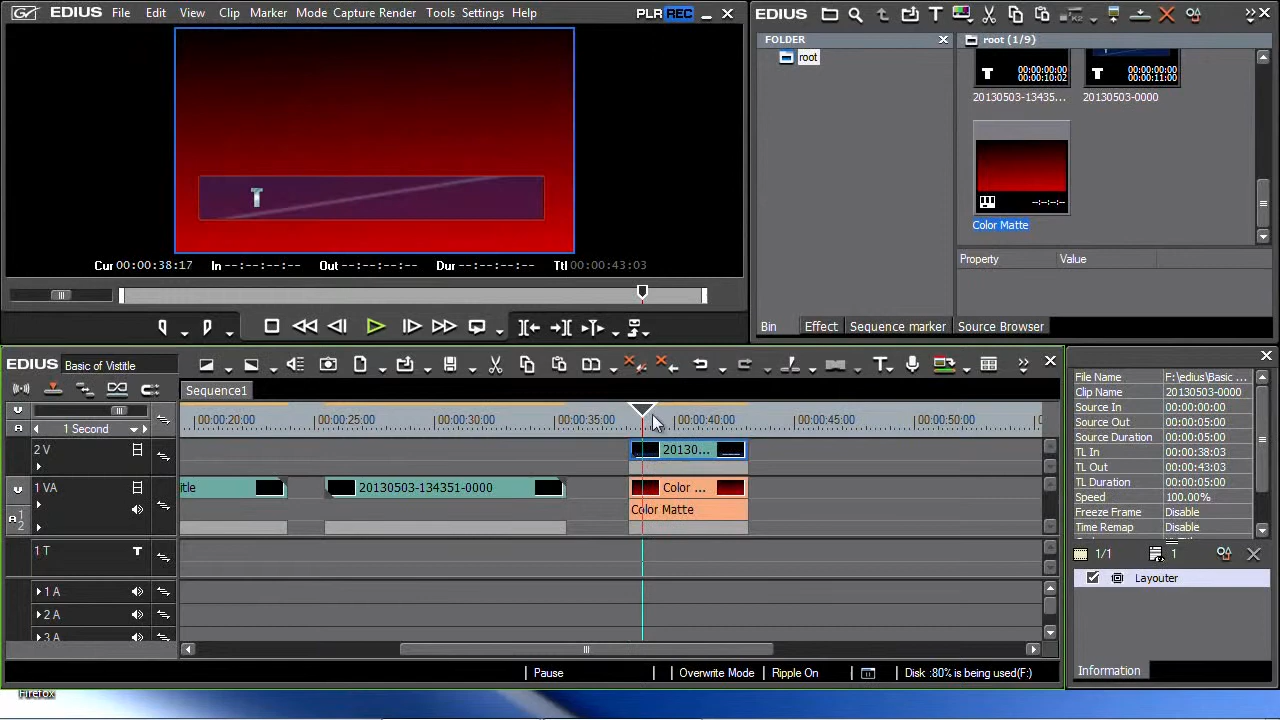 EDIUS File Edit View Clip Marker Mode Capture Render Tools Settings Help PLR REC
T
Cur 00:00:38:17 In --:--:--:-- Out --:--:--:-- Dur --:--:--:-- Ttl 00:00:43:03
EDIUS
FOLDER
root
root (1/9)
T 00:00:00:00
00:00:10:02
T 00:00:00:00
00:00:11:00
20130503-13435...
20130503-0000
--:--:--:--
Color Matte
Property Value
Bin Effect Sequence marker Source Browser
EDIUS Basic of Vistitle
Sequence1
1 Second
00:00:20:00 00:00:25:00 00:00:30:00 00:00:35:00 00:00:40:00 00:00:45:00 00:00:50:00
2 V
20130...
1 VA
tle
20130503-134351-0000
Color ...
Color Matte
1
2
1 T
T
1 A
2 A
3 A
Pause Overwrite Mode Ripple On Disk :80% is being used(F:)
File Name F:\edius\Basic ...
Clip Name 20130503-0000
Source In 00:00:00:00
Source Out 00:00:05:00
Source Duration 00:00:05:00
TL In 00:00:38:03
TL Out 00:00:43:03
TL Duration 00:00:05:00
Speed 100.00%
Freeze Frame Disable
Time Remap Disable
1/1 1
Layouter
Information
Firefox